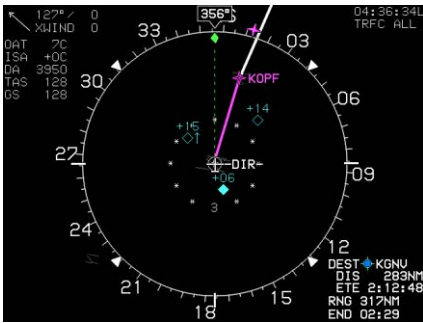 127°/ 0
XWIND 0
OAT 7C
ISA +0C
DA 3950
TAS 128
GS 128
356°
04:36:34L
TRFC ALL
03
33
KOPF
06
+14
+15
30
27
DIR
09
+06
3
24
12
21
15
18
DEST KGNV
DIS 283NM
ETE 2:12:48
RNG 317NM
END 02:29